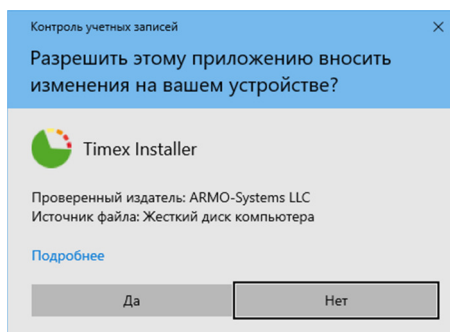 Контроль учетных записей
Разрешить этому приложению вносить
изменения на вашем устройстве?
Timex Installer
Проверенный издатель: ARMO-Systems LLC
Источник файла: Жесткий диск компьютера
Подробнее
Да
Нет